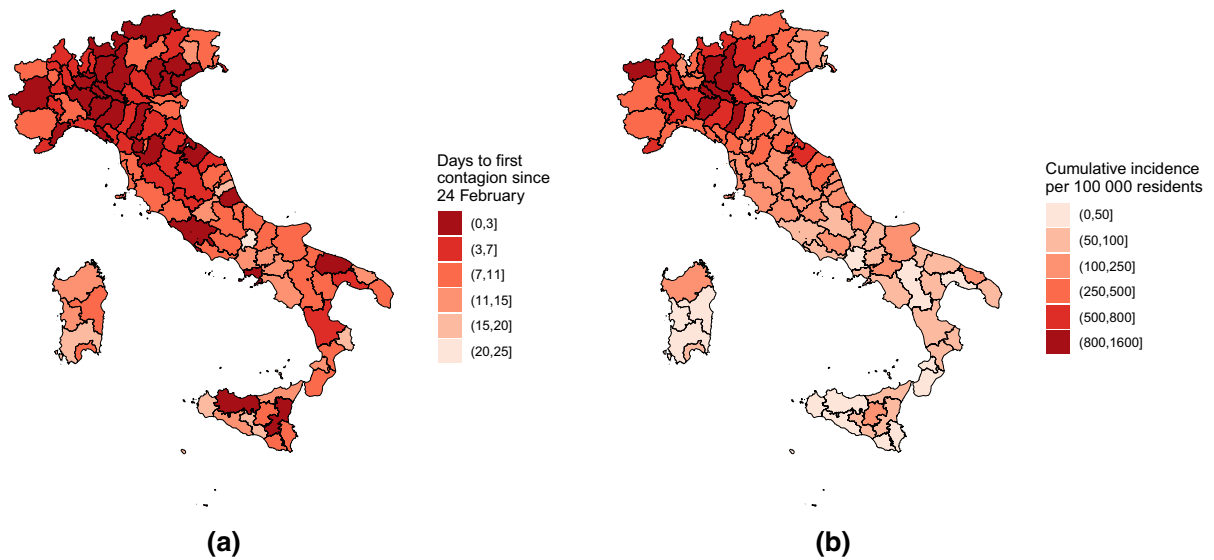 Days to first
contagion since
24 February
(0,3]
(3,7]
(7,11]
(11,15]
(15,20]
(20,25]
(a)
Cumulative incidence
per 100 000 residents
(0,50]
(50,100]
(100,250]
(250,500]
(500,800]
(800,1600]
(b)